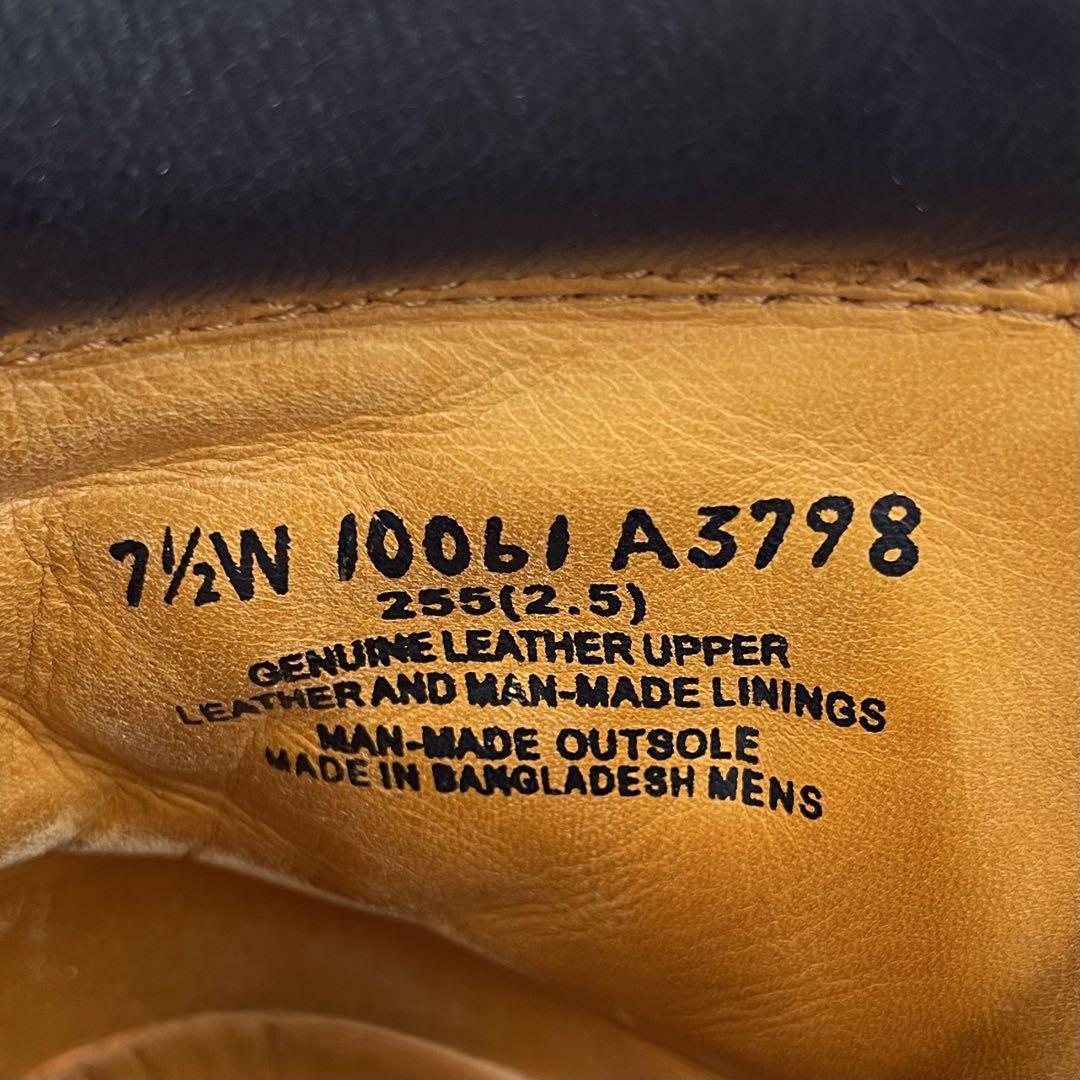 7½W 10061 A3798
255(2.5)
GENUINE LEATHER UPPER
LEATHER AND MAN-MADE LININGS
MAN-MADE OUTSOLE
MADE IN BANGLADESH MENS